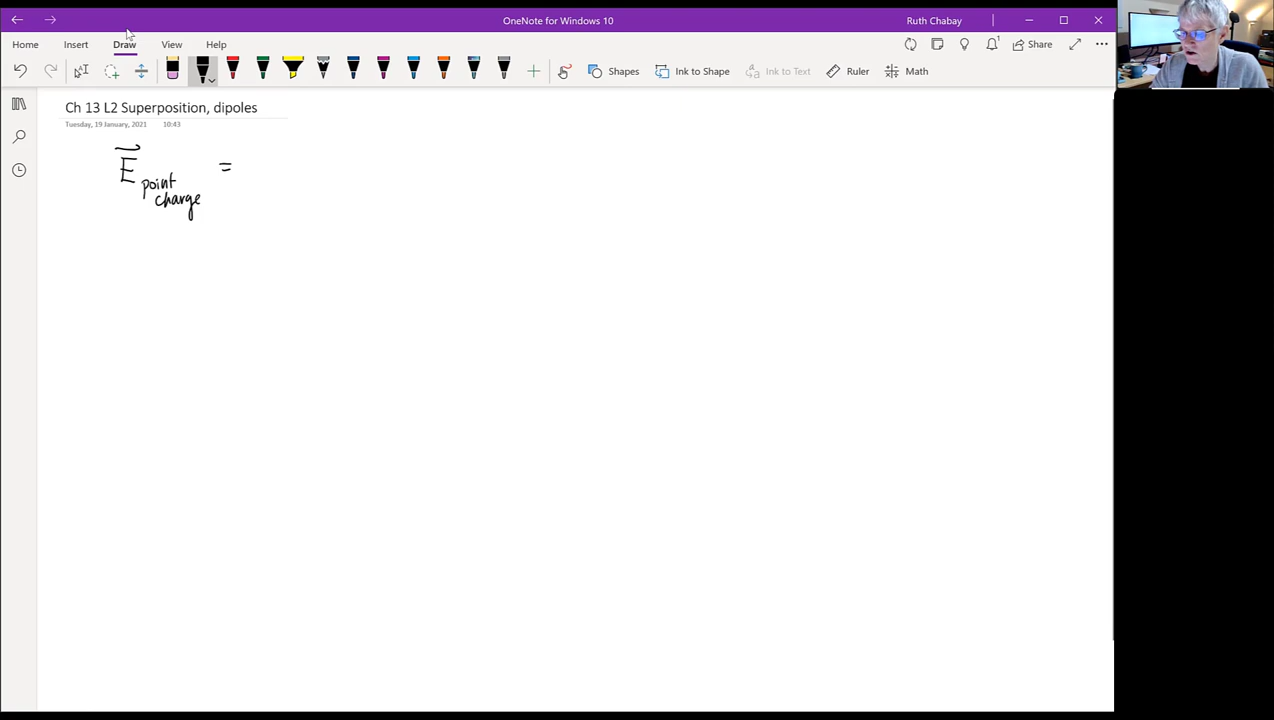 OneNote for Windows 10
Ruth Chabay
Home Insert Draw View Help
Share
Shapes Ink to Shape Ink to Text Ruler Math
Ch 13 L2 Superposition, dipoles
Tuesday, 19 January, 2021 10:43
E⃗ point charge =